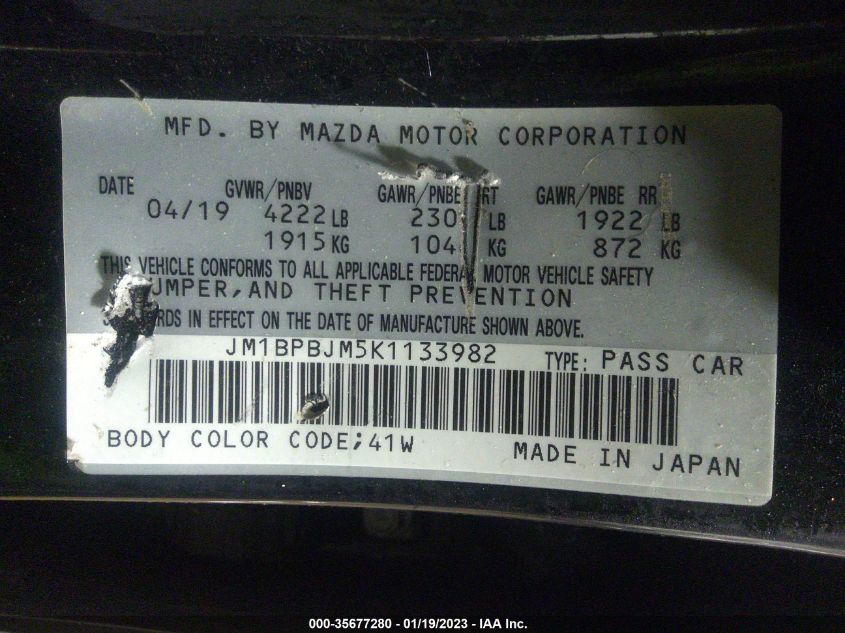 MFD. BY MAZDA MOTOR CORPORATION
DATE GVWR/PNBV GAWR/PNBE RT GAWR/PNBE RR
04/19 4222 LB LB 1922 LB
1915 KG KG 872 KG
THIS VEHICLE CONFORMS TO ALL APPLICABLE FEDERAL MOTOR VEHICLE SAFETY
AND THEFT PREVENTION
IN EFFECT ON THE DATE OF MANUFACTURE SHOWN ABOVE.
JM1BPBJM5K1133982 TYPE: PASS CAR
BODY COLOR CODE;41W MADE IN JAPAN
000-35677280 - 01/19/2023 - IAA Inc.